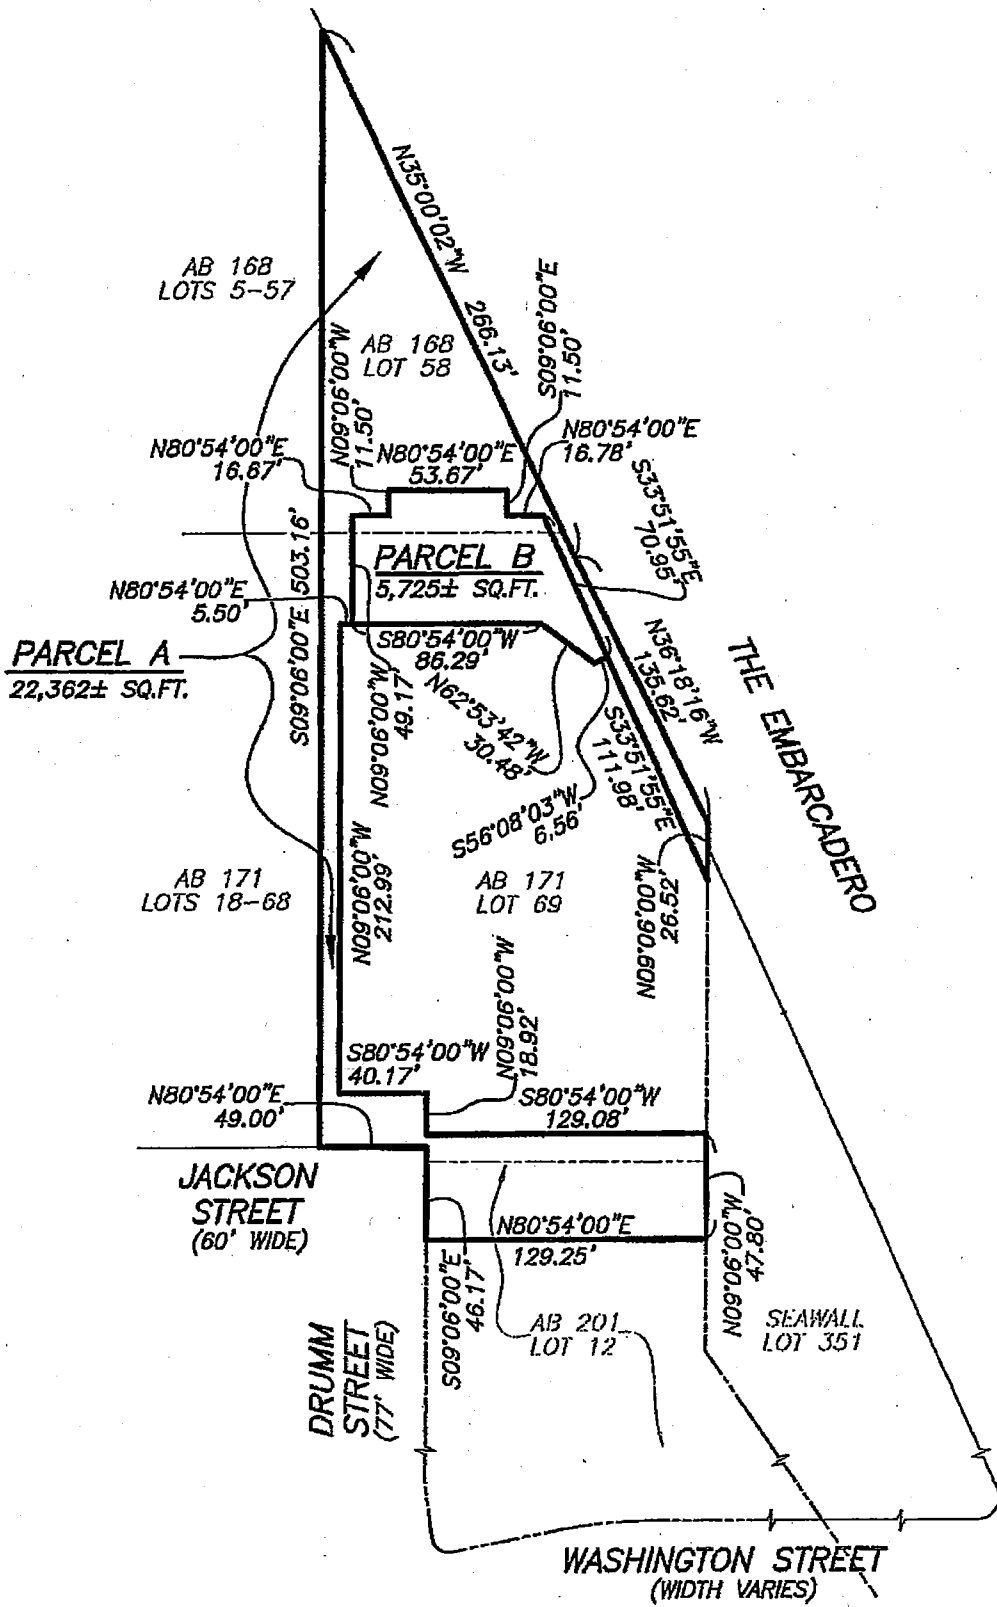 N35°00'02"W 266.13'
AB 168
LOTS 5-57
AB 168
LOT 58
S09°06'00"E
11.50'
N09°06'00"W
11.50'
N80°54'00"E
16.67'
N80°54'00"E
53.67'
N80°54'00"E
16.78'
S33°51'55"E
70.95'
PARCEL B
5,725± SQ.FT.
S09°06'00"E 503.16'
N80°54'00"E
5.50'
S80°54'00"W
86.29'
PARCEL A
22,362± SQ.FT.
N09°06'00"W
49.17'
N62°53'42"W
30.48'
N36°18'16"W
135.62'
THE EMBARCADERO
S33°51'55"E
111.98'
S56°08'03"W
6.56'
AB 171
LOTS 18-68
N09°06'00"W
212.99'
AB 171
LOT 69
N09°06'00"W
26.52'
N09°06'00"W
18.92'
S80°54'00"W
40.17'
N80°54'00"E
49.00'
S80°54'00"W
129.08'
JACKSON
STREET
(60' WIDE)
N80°54'00"E
129.25'
N09°06'00"W
47.80'
S09°06'00"E
46.17'
AB 201
LOT 12
SEAWALL
LOT 351
DRUMM
STREET
(77' WIDE)
WASHINGTON STREET
(WIDTH VARIES)